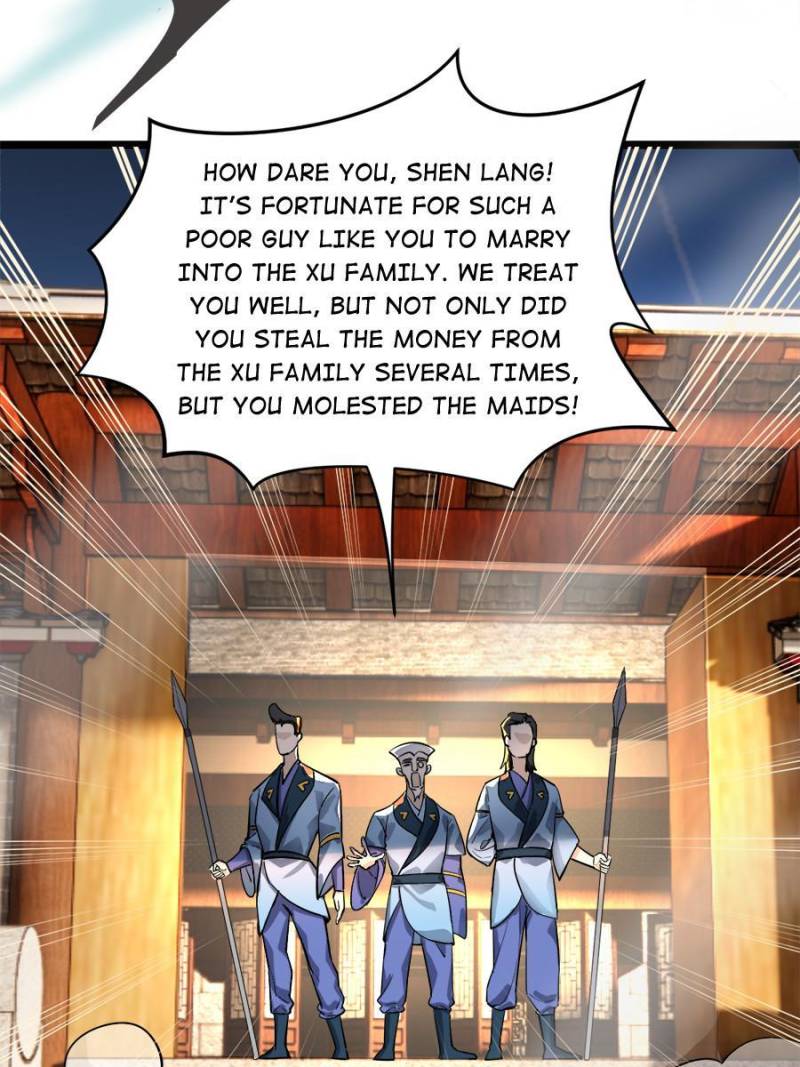 HOW DARE YOU, SHEN LANG!
IT'S FORTUNATE FOR SUCH A
POOR GUY LIKE YOU TO MARRY
INTO THE XU FAMILY. WE TREAT
YOU WELL, BUT NOT ONLY DID
YOU STEAL THE MONEY FROM
THE XU FAMILY SEVERAL TIMES,
BUT YOU MOLESTED THE MAIDS!